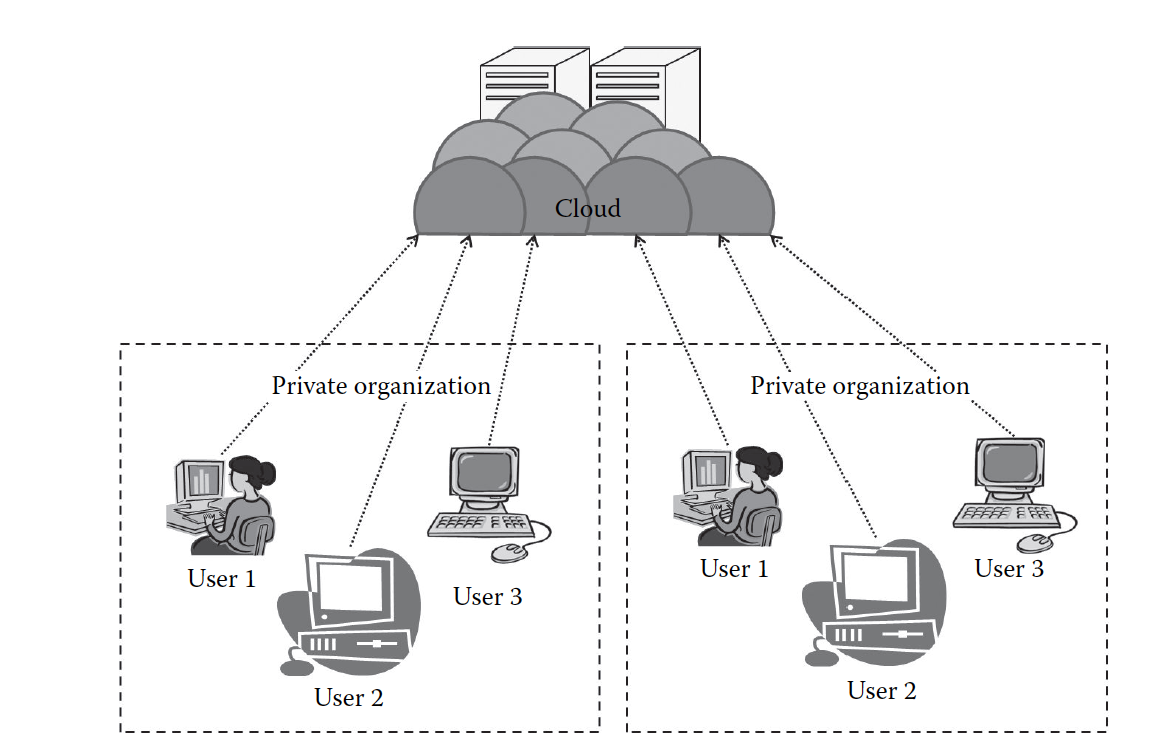 Cloud
Private organization
Private organization
User 1
User 3
User 2
User 1
User 3
User 2